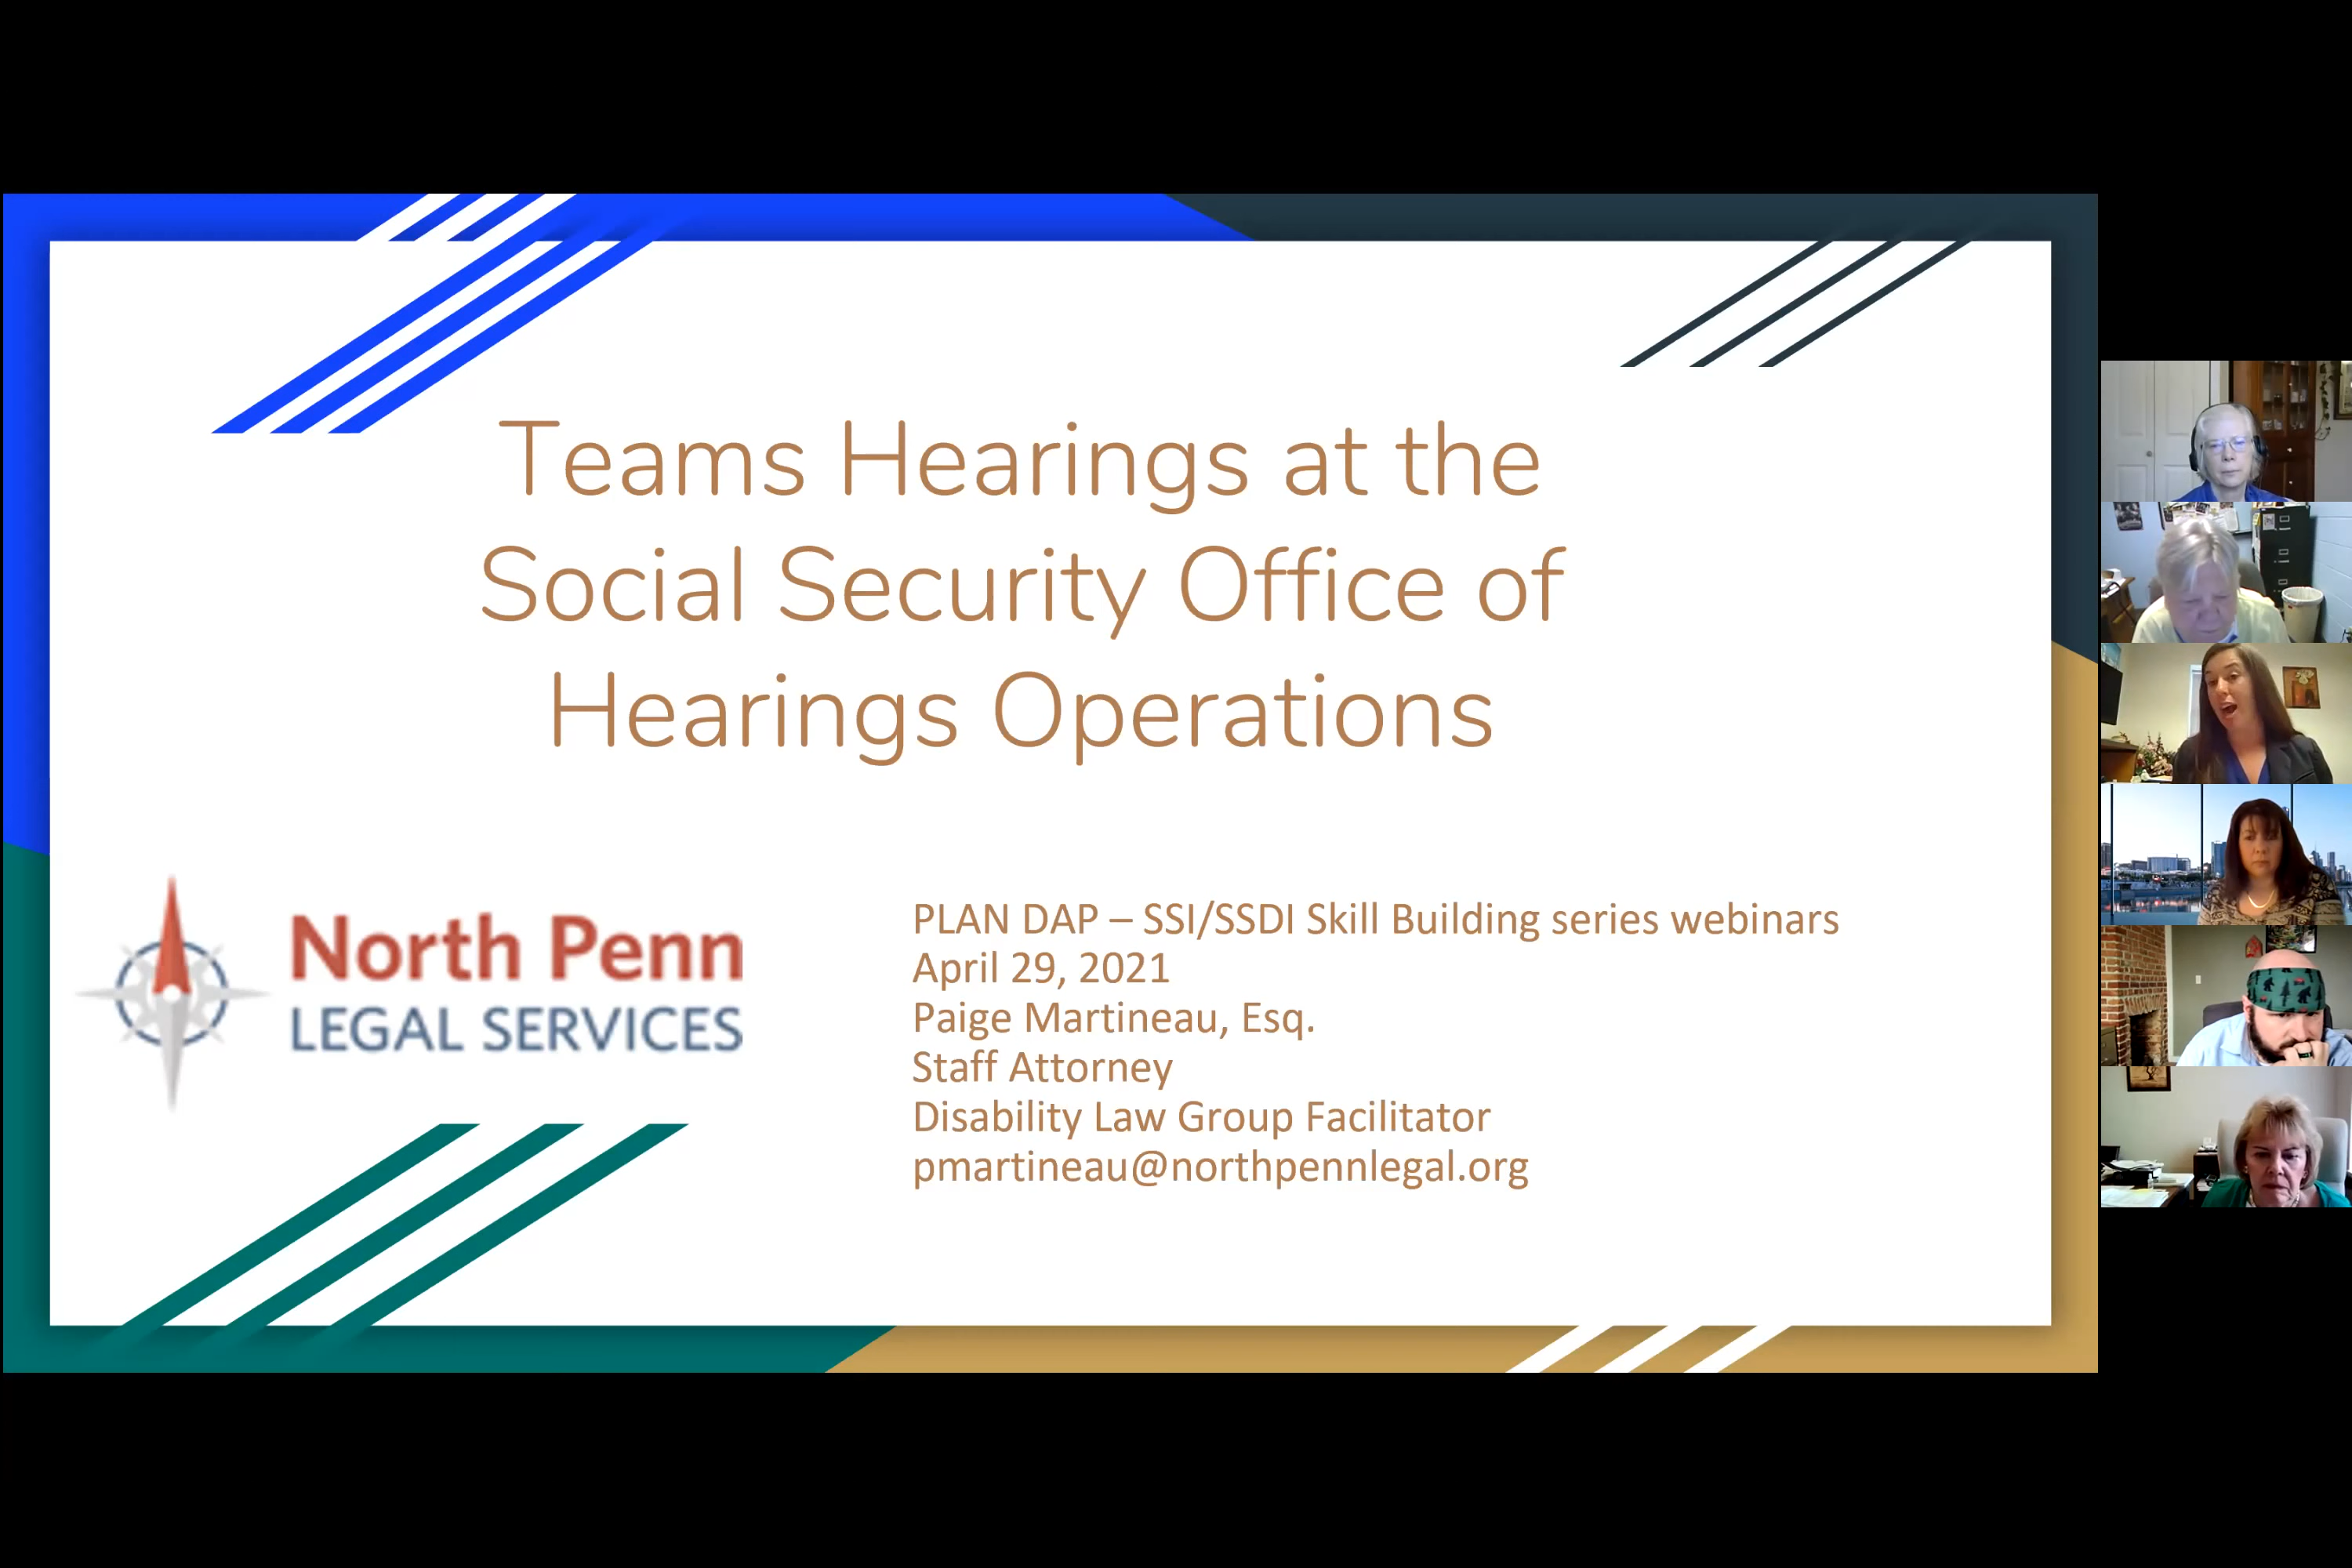 Teams Hearings at the
Social Security Office of
Hearings Operations
North Penn
LEGAL SERVICES
PLAN DAP – SSI/SSDI Skill Building series webinars
April 29, 2021
Paige Martineau, Esq.
Staff Attorney
Disability Law Group Facilitator
pmartineau@northpennlegal.org